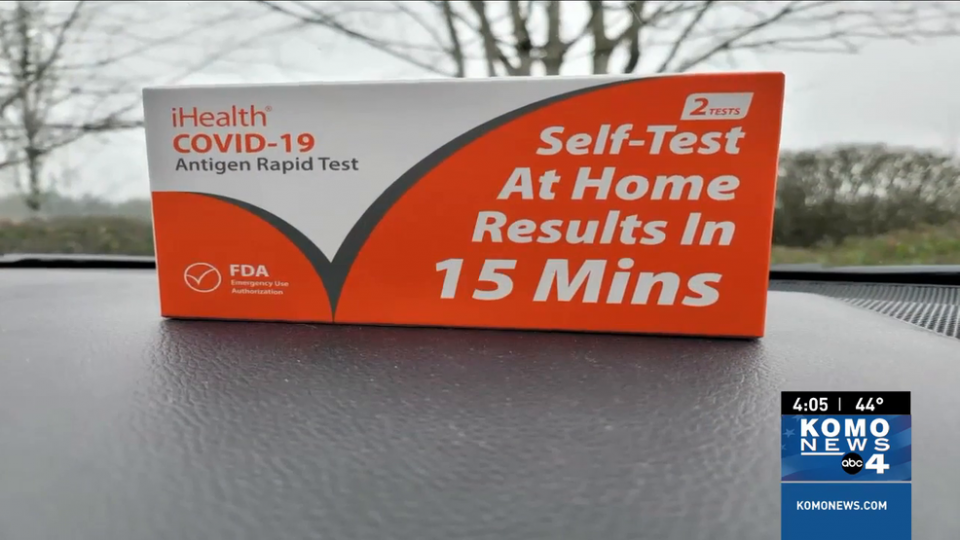 iHealth®
COVID-19
Antigen Rapid Test
FDA
Emergency Use
Authorization
2 TESTS
Self-Test
At Home
Results In
15 Mins
4:05 | 44°
KOMO
NEWS
abc 4
KOMONEWS.COM